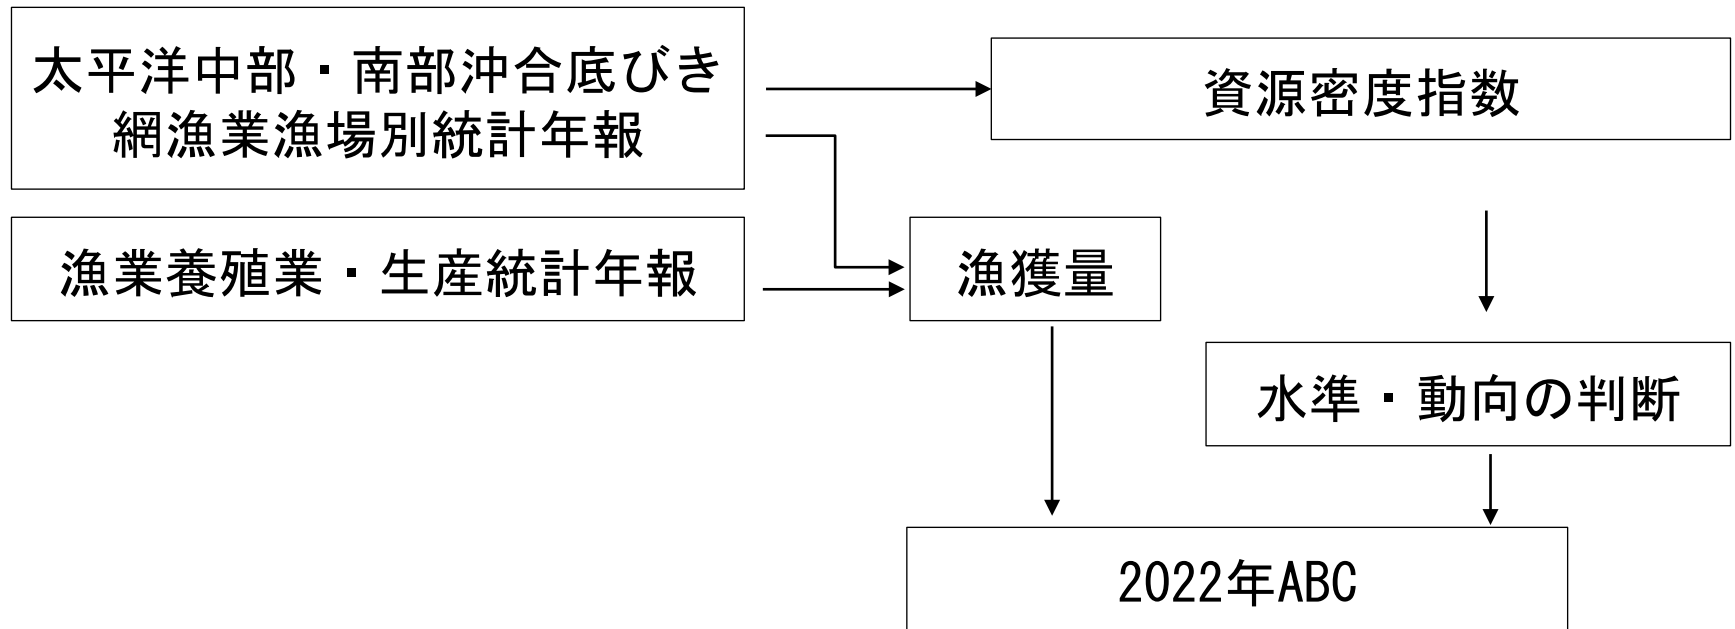 太平洋中部・南部沖合底びき
網漁業漁場別統計年報
資源密度指数
漁業養殖業・生産統計年報
漁獲量
水準・動向の判断
2022年ABC